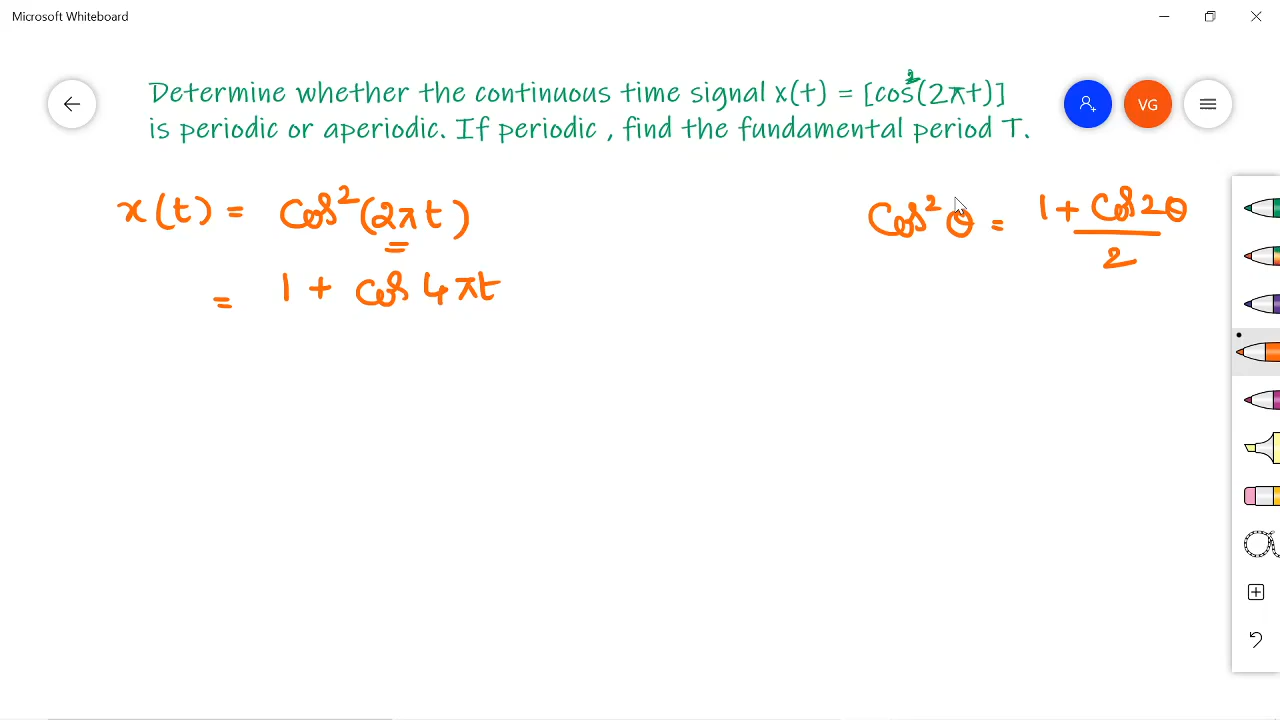 Microsoft Whiteboard
Determine whether the continuous time signal x(t) = [cos²(2πt)]
is periodic or aperiodic. If periodic , find the fundamental period T.
VG
x(t) = Cos²(2πt)
= 1 + cos 4πt
Cos²θ = 1 + Cos2θ
2